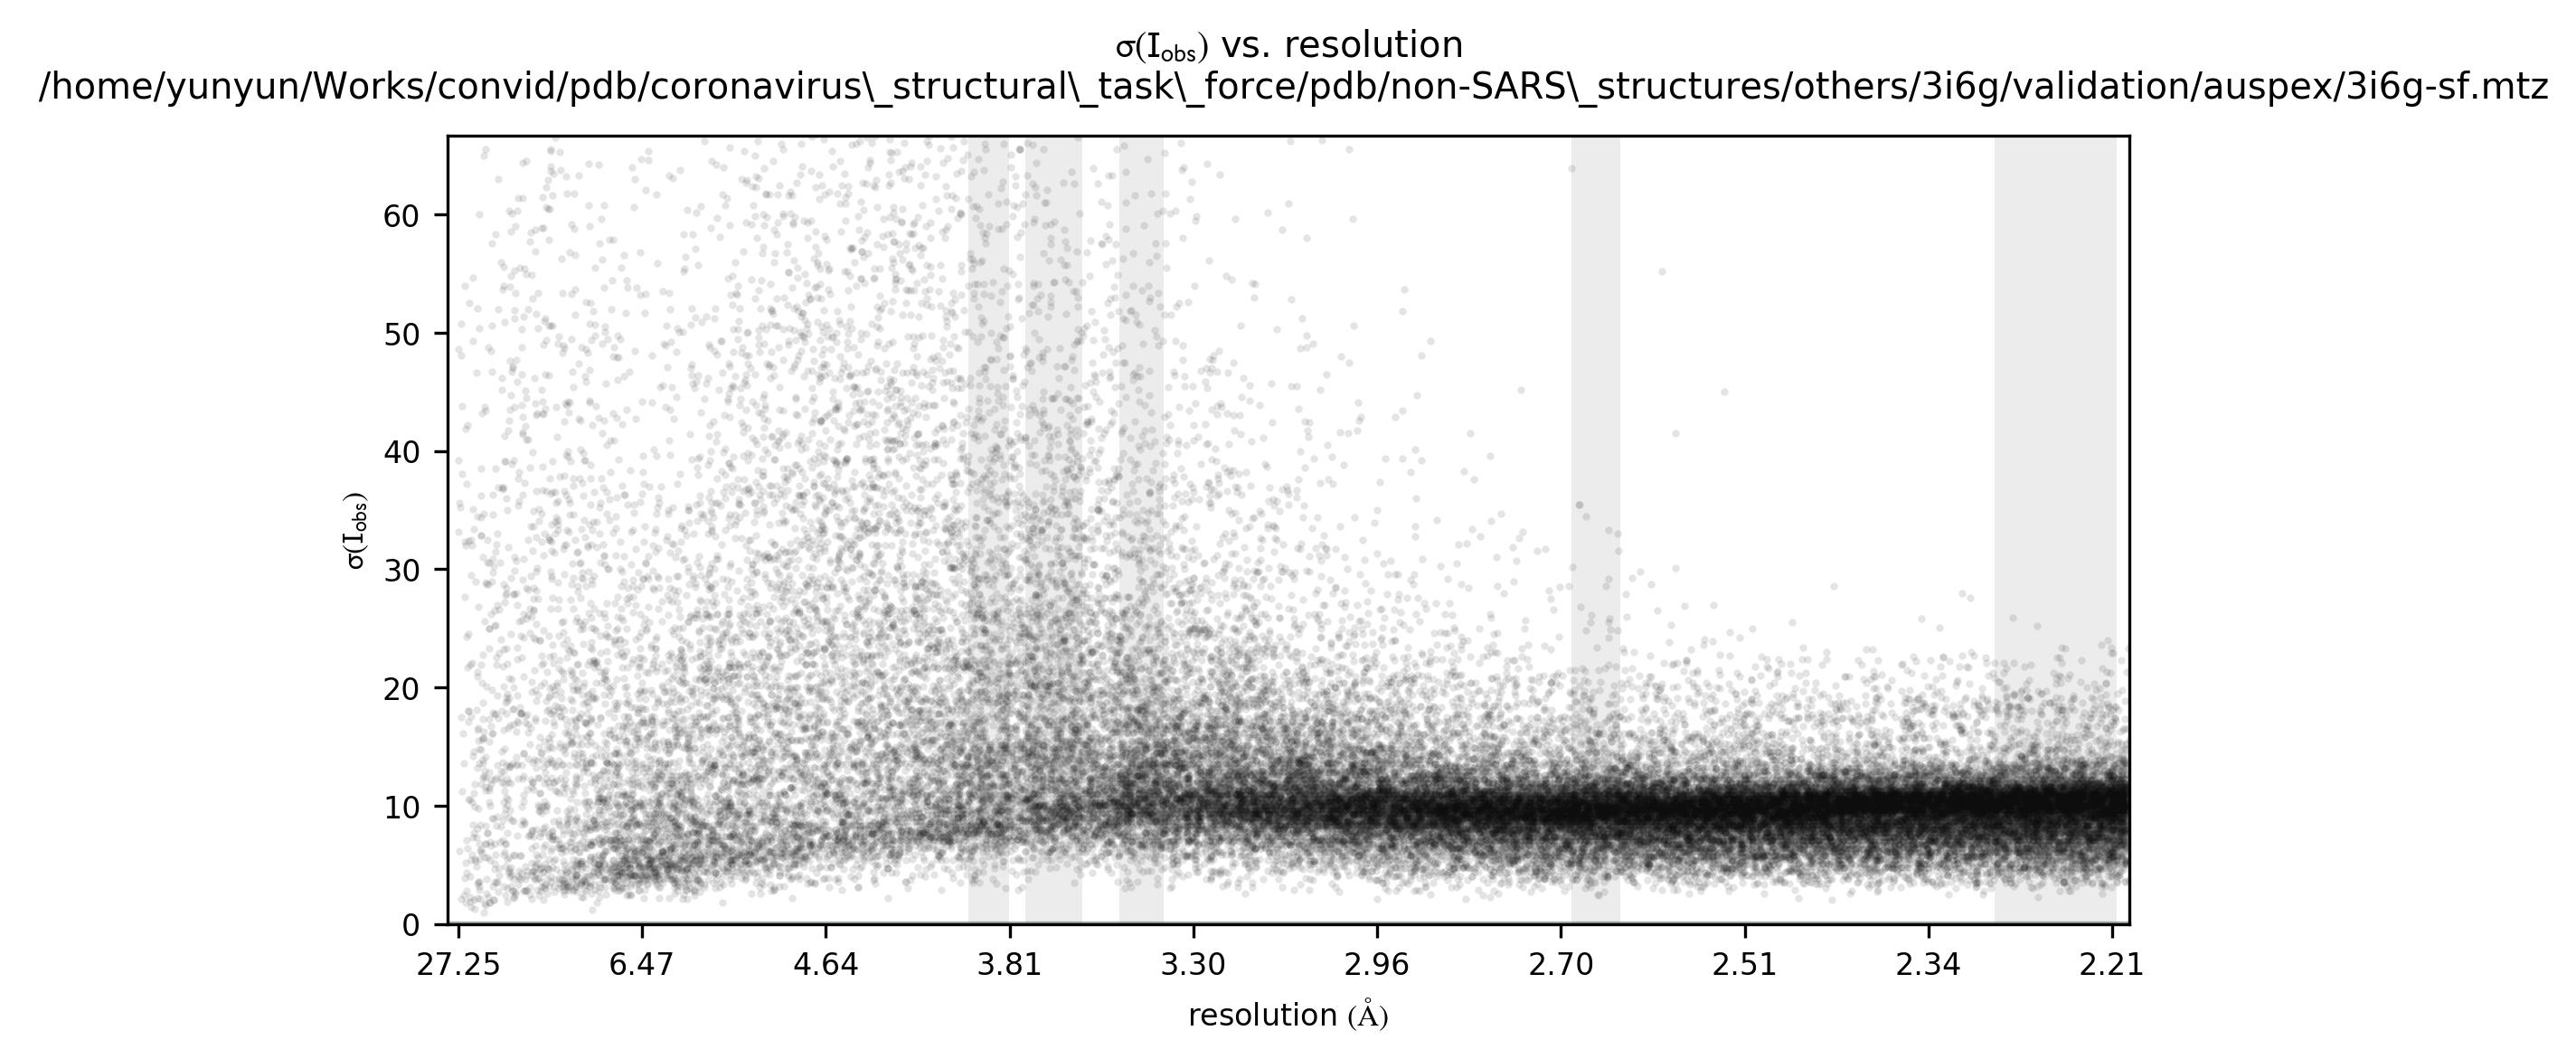 σ(Iobs) vs. resolution
/home/yunyun/Works/convid/pdb/coronavirus\_structural\_task\_force/pdb/non-SARS\_structures/others/3i6g/validation/auspex/3i6g-sf.mtz
60
50
40
30
20
10
0
σ(Iobs)
27.25 6.47 4.64 3.81 3.30 2.96 2.70 2.51 2.34 2.21
resolution (Å)